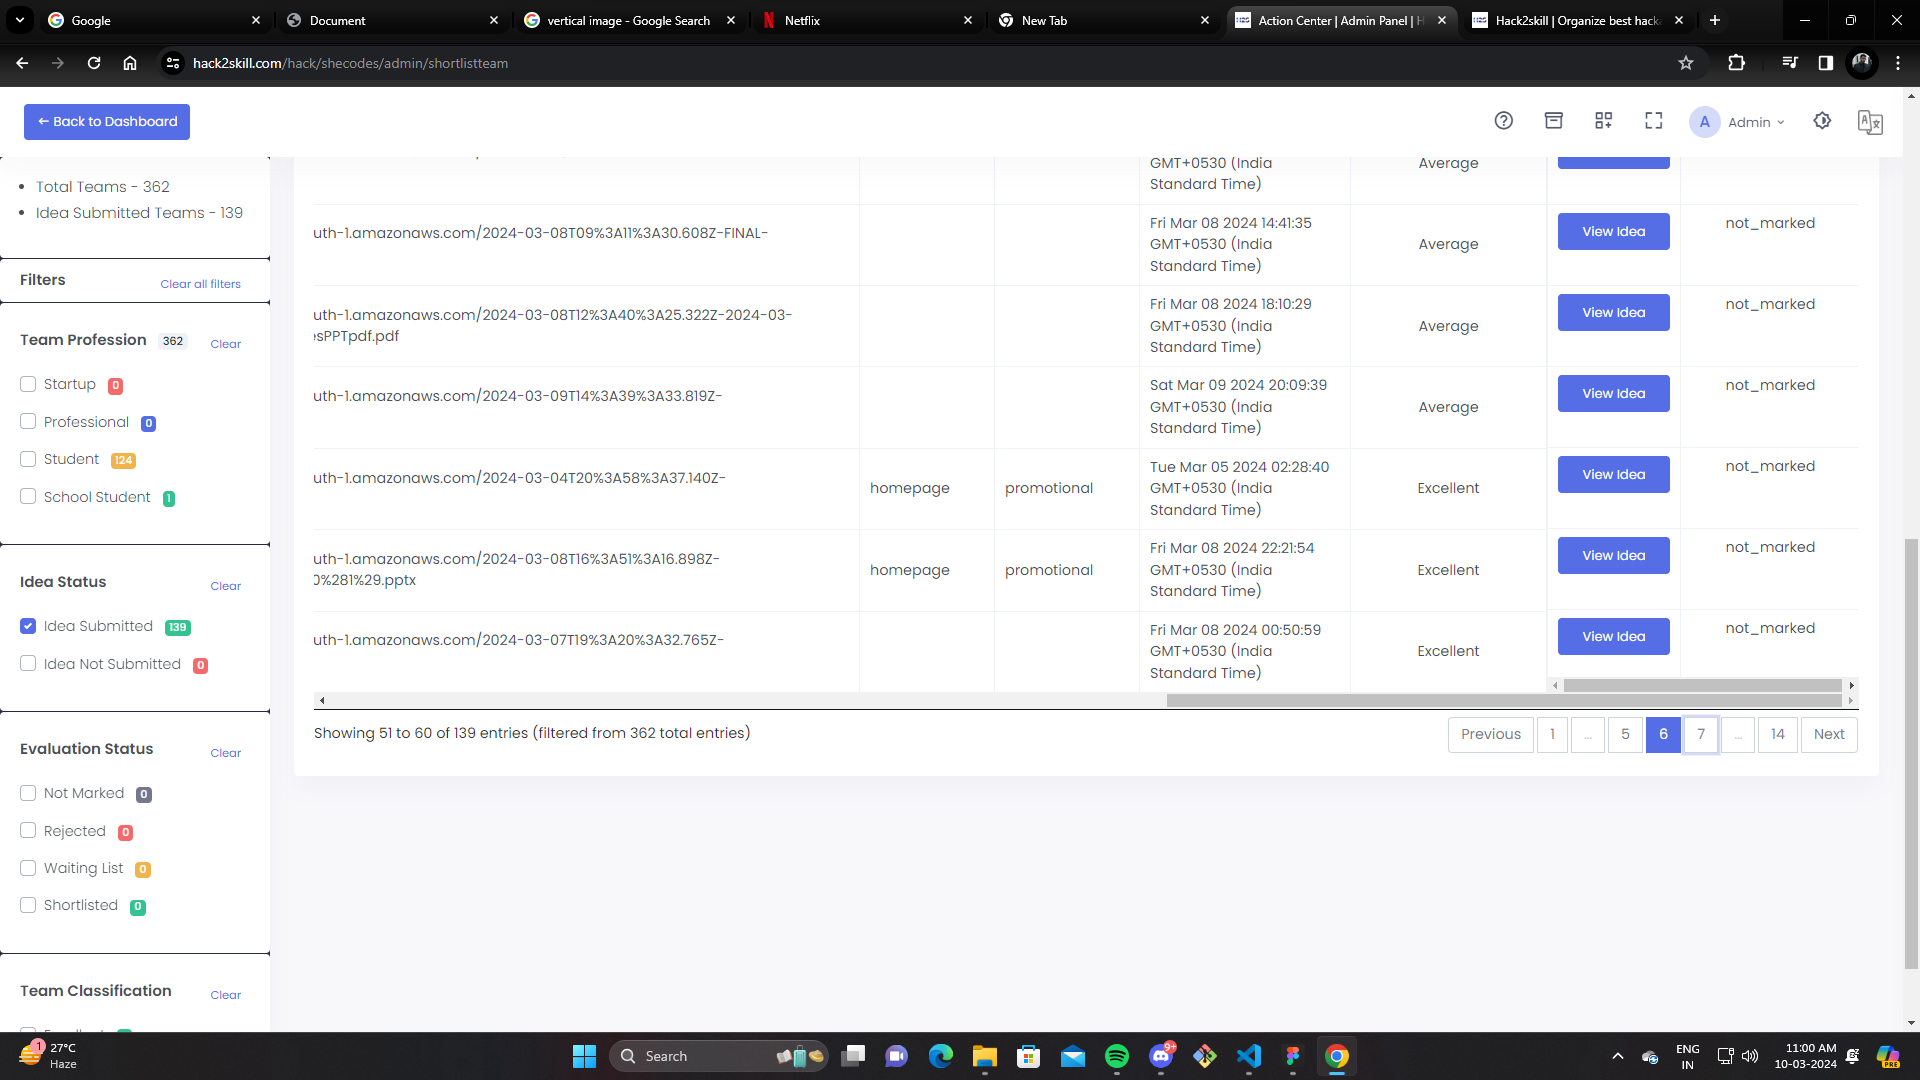 Google
Document
vertical image - Google Search
Netflix
New Tab
Action Center | Admin Panel | H
Hack2skill | Organize best hacka
hack2skill.com/hack/shecodes/admin/shortlistteam
← Back to Dashboard
A
Admin
Total Teams - 362
Idea Submitted Teams - 139
Filters
Clear all filters
Team Profession 362 Clear
Startup 0
Professional 0
Student 124
School Student 1
Idea Status Clear
Idea Submitted 139
Idea Not Submitted 0
Evaluation Status Clear
Not Marked 0
Rejected 0
Waiting List 0
Shortlisted 0
Team Classification Clear
GMT+0530 (India
Standard Time)
Average
uth-1.amazonaws.com/2024-03-08T09%3A11%3A30.608Z-FINAL-
Fri Mar 08 2024 14:41:35
GMT+0530 (India
Standard Time)
Average
View Idea
not_marked
uth-1.amazonaws.com/2024-03-08T12%3A40%3A25.322Z-2024-03-
esPPTpdf.pdf
Fri Mar 08 2024 18:10:29
GMT+0530 (India
Standard Time)
Average
View Idea
not_marked
uth-1.amazonaws.com/2024-03-09T14%3A39%3A33.819Z-
Sat Mar 09 2024 20:09:39
GMT+0530 (India
Standard Time)
Average
View Idea
not_marked
uth-1.amazonaws.com/2024-03-04T20%3A58%3A37.140Z-
homepage
promotional
Tue Mar 05 2024 02:28:40
GMT+0530 (India
Standard Time)
Excellent
View Idea
not_marked
uth-1.amazonaws.com/2024-03-08T16%3A51%3A16.898Z-
0%281%29.pptx
homepage
promotional
Fri Mar 08 2024 22:21:54
GMT+0530 (India
Standard Time)
Excellent
View Idea
not_marked
uth-1.amazonaws.com/2024-03-07T19%3A20%3A32.765Z-
Fri Mar 08 2024 00:50:59
GMT+0530 (India
Standard Time)
Excellent
View Idea
not_marked
Showing 51 to 60 of 139 entries (filtered from 362 total entries)
Previous 1 ... 5 6 7 ... 14 Next
1
27°C
Haze
Search
9+
ENG
IN
11:00 AM
10-03-2024
PRE